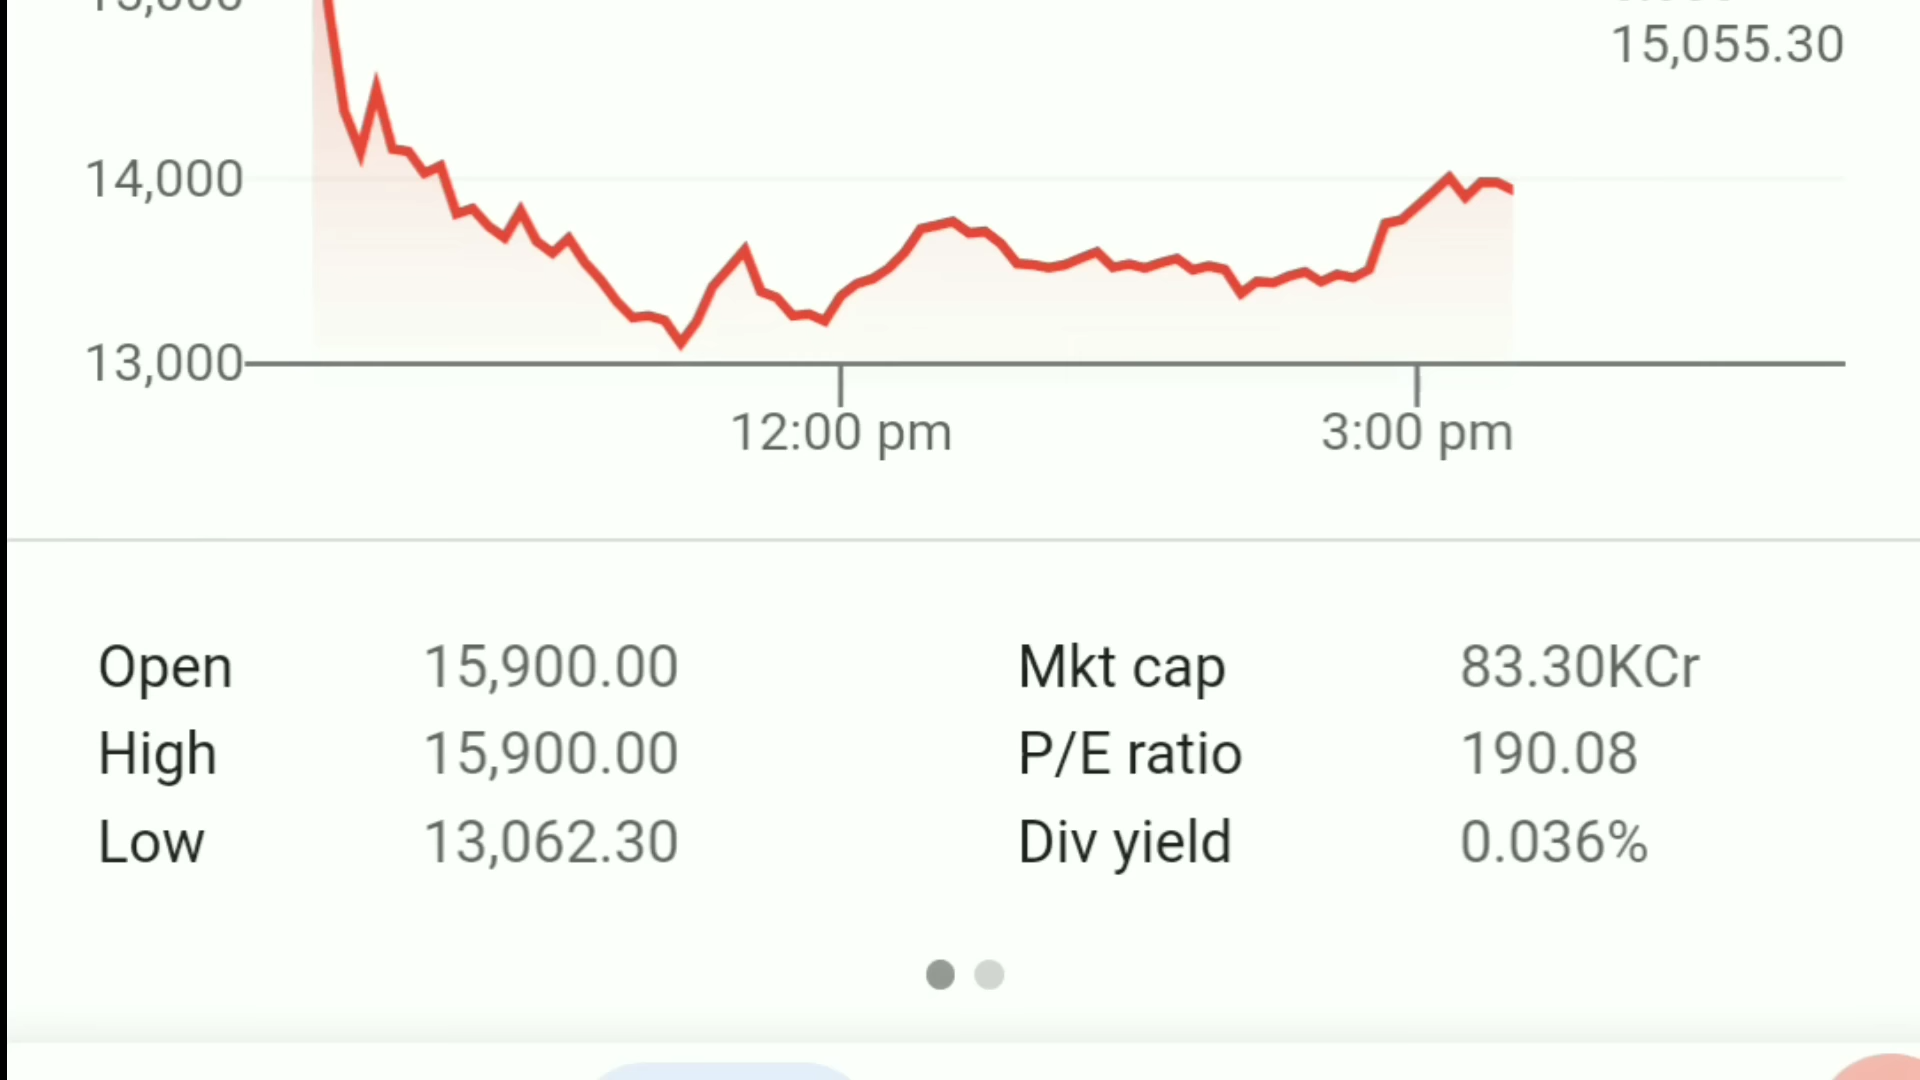 15,055.30
14,000
13,000
12:00 pm 3:00 pm
Open 15,900.00 Mkt cap 83.30KCr
High 15,900.00 P/E ratio 190.08
Low 13,062.30 Div yield 0.036%